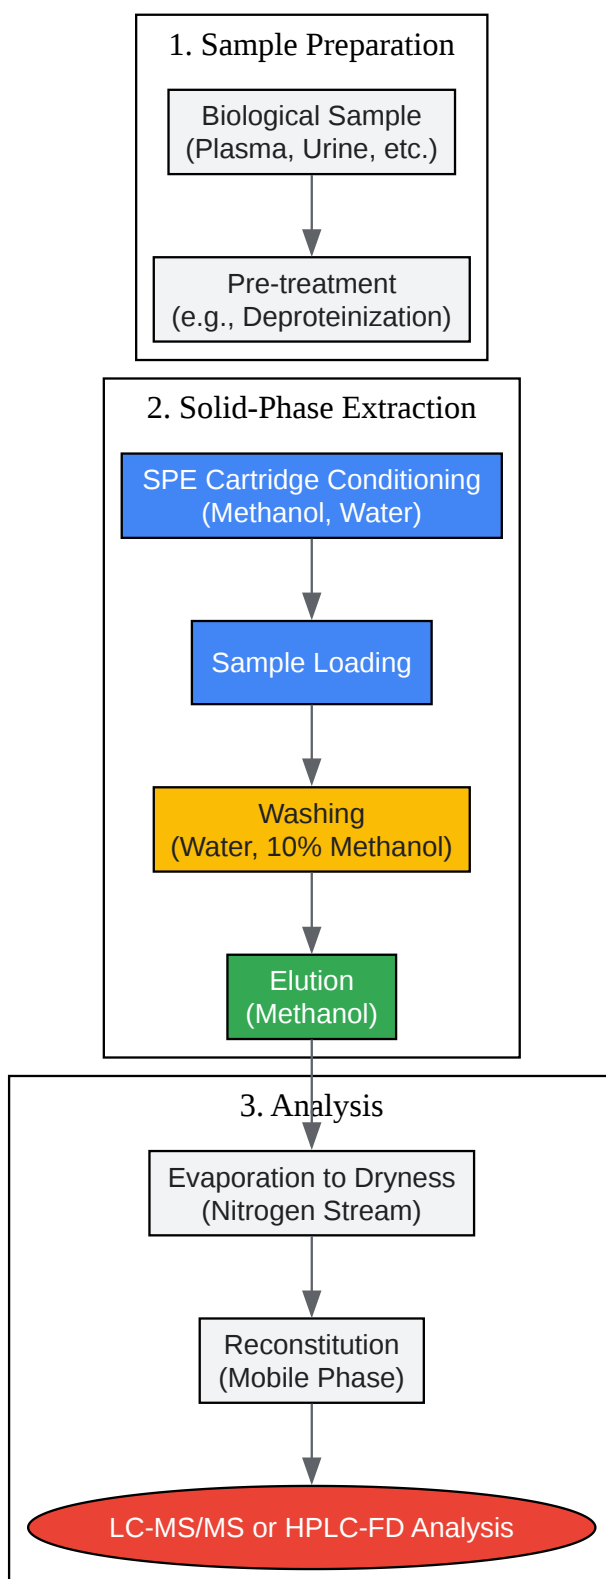 1. Sample Preparation
Biological Sample
(Plasma, Urine, etc.)
Pre-treatment
(e.g., Deproteinization)
2. Solid-Phase Extraction
SPE Cartridge Conditioning
(Methanol, Water)
Sample Loading
Washing
(Water, 10% Methanol)
Elution
(Methanol)
3. Analysis
Evaporation to Dryness
(Nitrogen Stream)
Reconstitution
(Mobile Phase)
LC-MS/MS or HPLC-FD Analysis